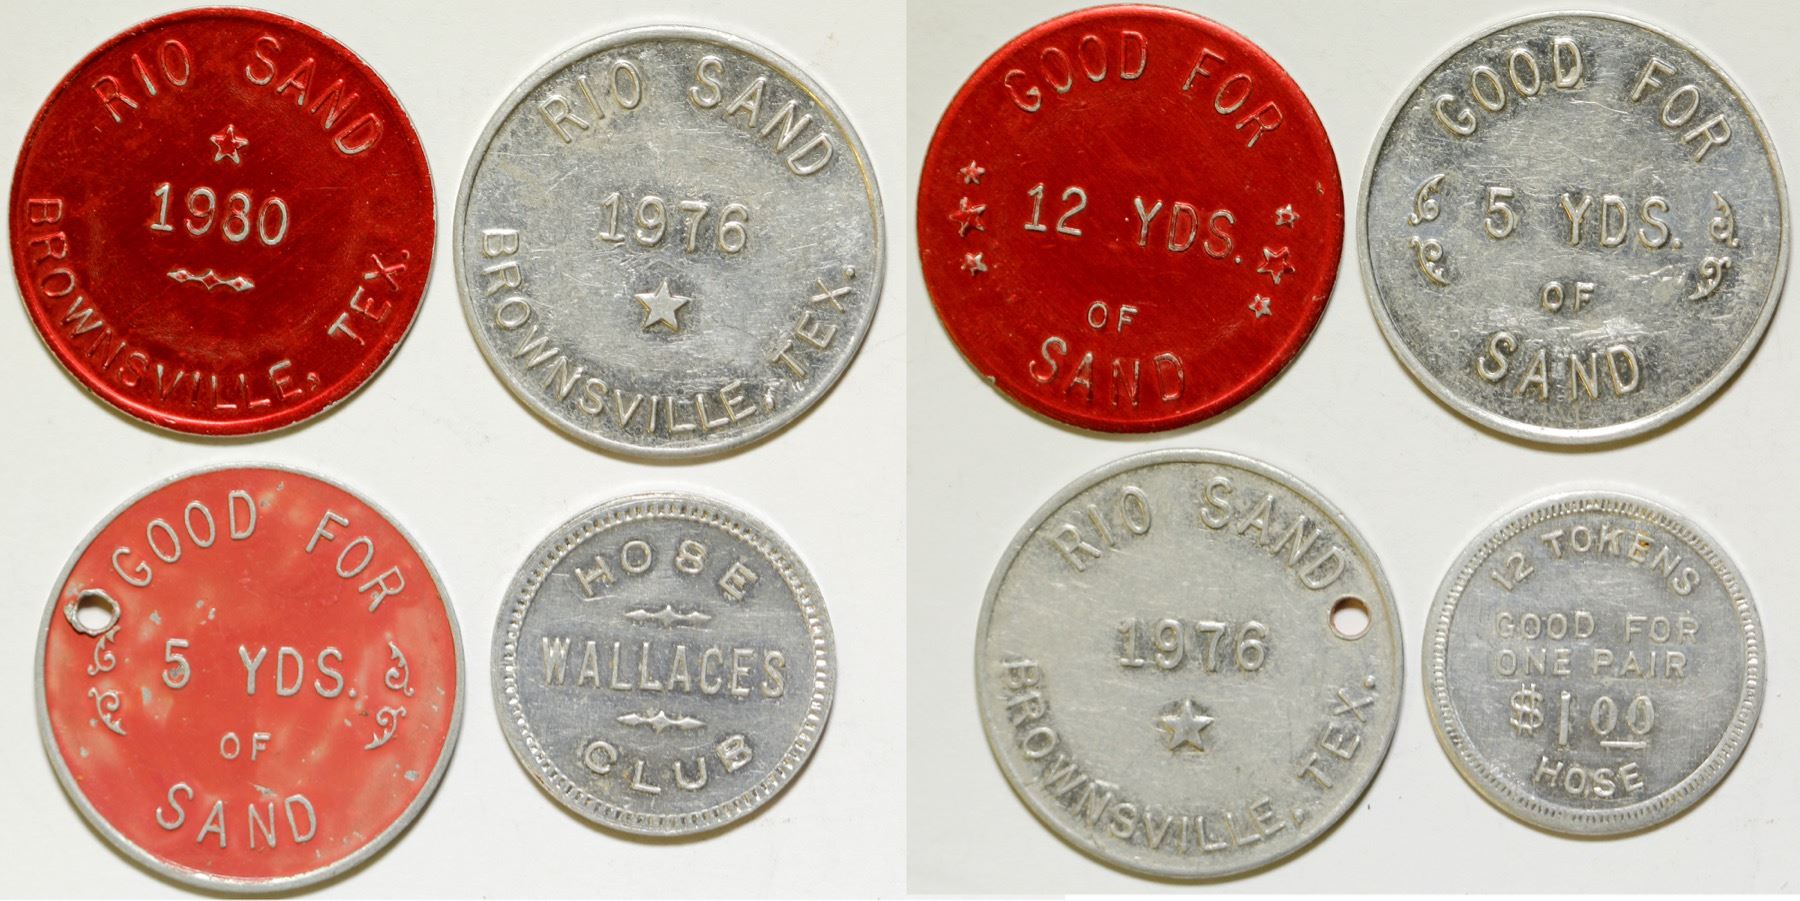 RIO SAND
1980
BROWNSVILLE, TEX.
RIO SAND
1976
BROWNSVILLE, TEX.
GOOD FOR
12 YDS.
OF
SAND
GOOD FOR
5 YDS.
OF
SAND
GOOD FOR
5 YDS.
OF
SAND
HOSE
WALLACES
CLUB
RIO SAND
1976
BROWNSVILLE, TEX.
12 TOKENS
GOOD FOR
ONE PAIR
$1.00
HOSE